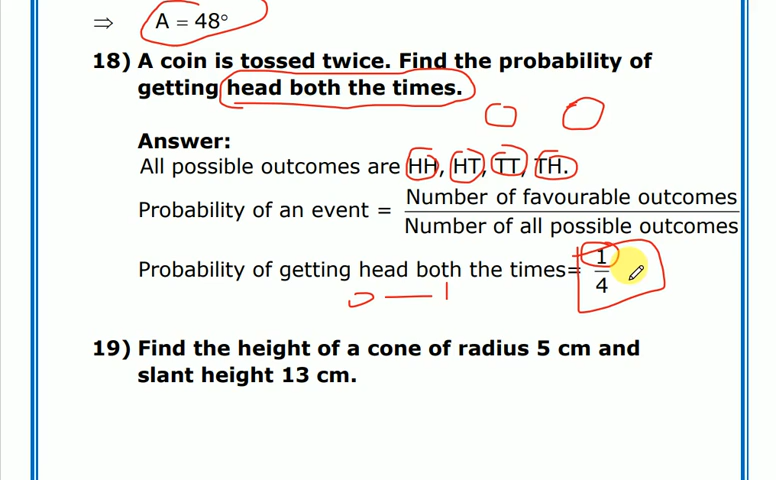 ⇒ A = 48°
18) A coin is tossed twice. Find the probability of
getting head both the times.
Answer:
All possible outcomes are HH, HT, TT, TH.
Probability of an event = Number of favourable outcomes
Number of all possible outcomes
Probability of getting head both the times= 1
4
0 — 1
19) Find the height of a cone of radius 5 cm and
slant height 13 cm.